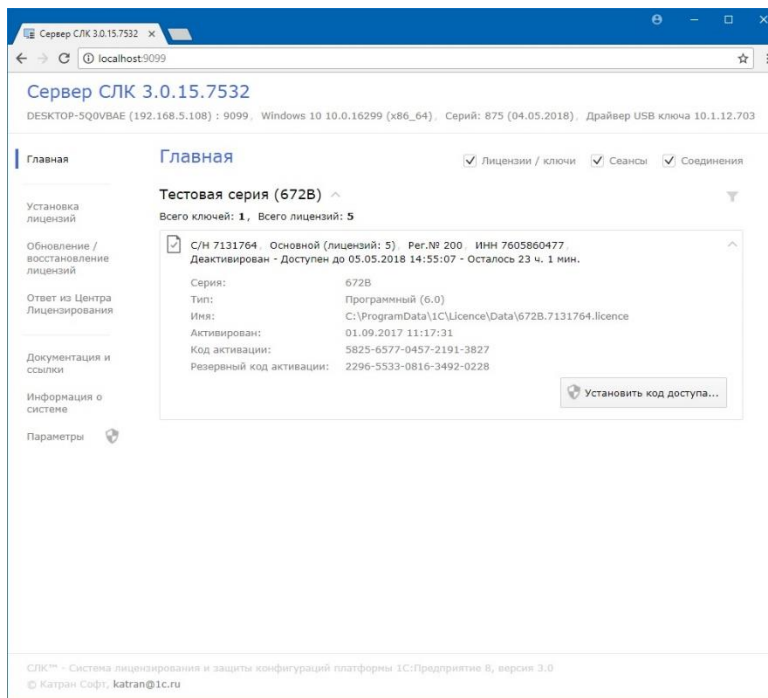 Сервер СЛК 3.0.15.7532
localhost:9099
Сервер СЛК 3.0.15.7532
DESKTOP-5Q0VBAE (192.168.5.108) : 9099, Windows 10 10.0.16299 (x86_64), Серий: 875 (04.05.2018), Драйвер USB ключа 10.1.12.703
Главная
Установка
лицензий
Обновление /
восстановление
лицензий
Ответ из Центра
Лицензирования
Документация и
ссылки
Информация о
системе
Параметры
Главная
Лицензии / ключи
Сеансы
Соединения
Тестовая серия (672B)
Всего ключей: 1, Всего лицензий: 5
С/Н 7131764, Основной (лицензий: 5), Рег.№ 200, ИНН 7605860477,
Деактивирован - Доступен до 05.05.2018 14:55:07 - Осталось 23 ч. 1 мин.
Серия: 672B
Тип: Программный (6.0)
Имя: C:\ProgramData\1C\Licence\Data\672B.7131764.licence
Активирован: 01.09.2017 11:17:31
Код активации: 5825-6577-0457-2191-3827
Резервный код активации: 2296-5533-0816-3492-0228
Установить код доступа...
СЛК™ - Система лицензирования и защиты конфигураций платформы 1С:Предприятие 8, версия 3.0
© Катран Софт, katran@1c.ru